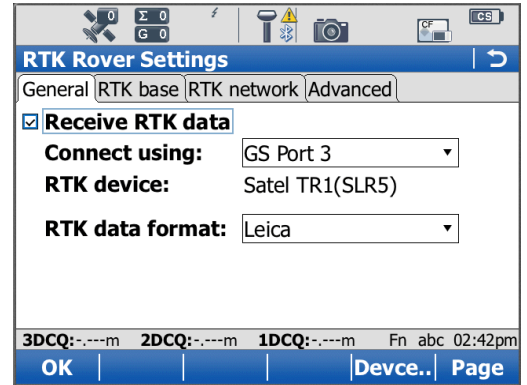 0 Σ 0 CF CS
G 0
RTK Rover Settings
General RTK base RTK network Advanced
Receive RTK data
Connect using: GS Port 3
RTK device: Satel TR1(SLR5)
RTK data format: Leica
3DCQ:-.---m 2DCQ:-.---m 1DCQ:-.---m Fn abc 02:42pm
OK Devce.. Page